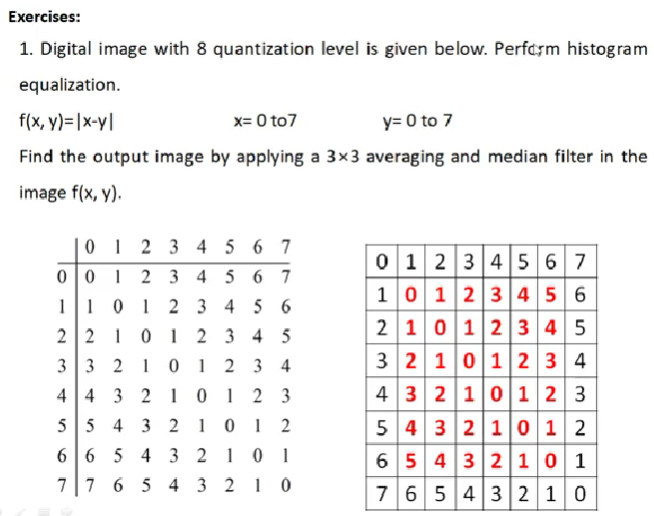 Exercises:
1. Digital image with 8 quantization level is given below. Perform histogram
equalization.
f(x, y)=|x-y| x= 0 to7 y= 0 to 7
Find the output image by applying a 3×3 averaging and median filter in the
image f(x, y).
0 1 2 3 4 5 6 7
0 0 1 2 3 4 5 6 7
1 1 0 1 2 3 4 5 6
2 2 1 0 1 2 3 4 5
3 3 2 1 0 1 2 3 4
4 4 3 2 1 0 1 2 3
5 5 4 3 2 1 0 1 2
6 6 5 4 3 2 1 0 1
7 7 6 5 4 3 2 1 0
0 1 2 3 4 5 6 7
1 0 1 2 3 4 5 6
2 1 0 1 2 3 4 5
3 2 1 0 1 2 3 4
4 3 2 1 0 1 2 3
5 4 3 2 1 0 1 2
6 5 4 3 2 1 0 1
7 6 5 4 3 2 1 0